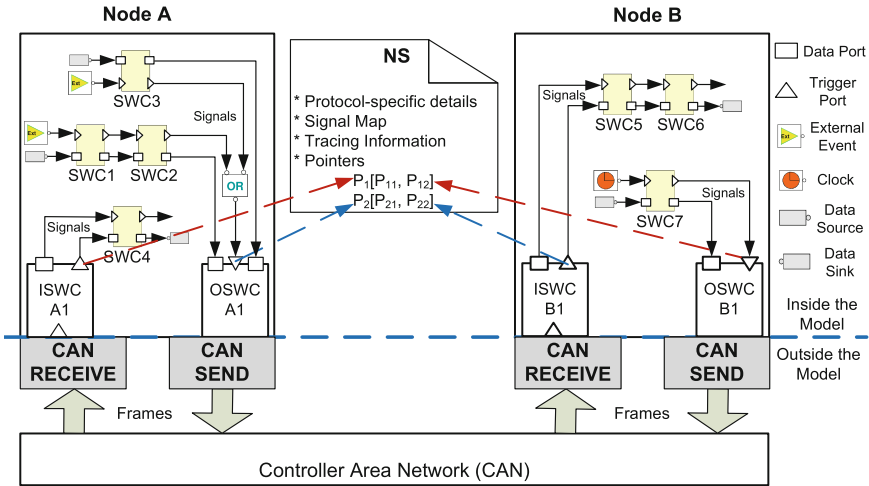 Node A
Node B
NS
* Protocol-specific details
* Signal Map
* Tracing Information
* Pointers
P1[P11, P12]
P2[P21, P22]
Ext
SWC3
Signals
Ext
SWC1
SWC2
OR
Signals
SWC4
ISWC
A1
OSWC
A1
CAN
RECEIVE
CAN
SEND
Frames
Signals
SWC5
SWC6
Signals
SWC7
ISWC
B1
OSWC
B1
CAN
RECEIVE
CAN
SEND
Frames
Controller Area Network (CAN)
Data Port
Trigger
Port
Ext
External
Event
Clock
Data
Source
Data
Sink
Inside the
Model
Outside the
Model